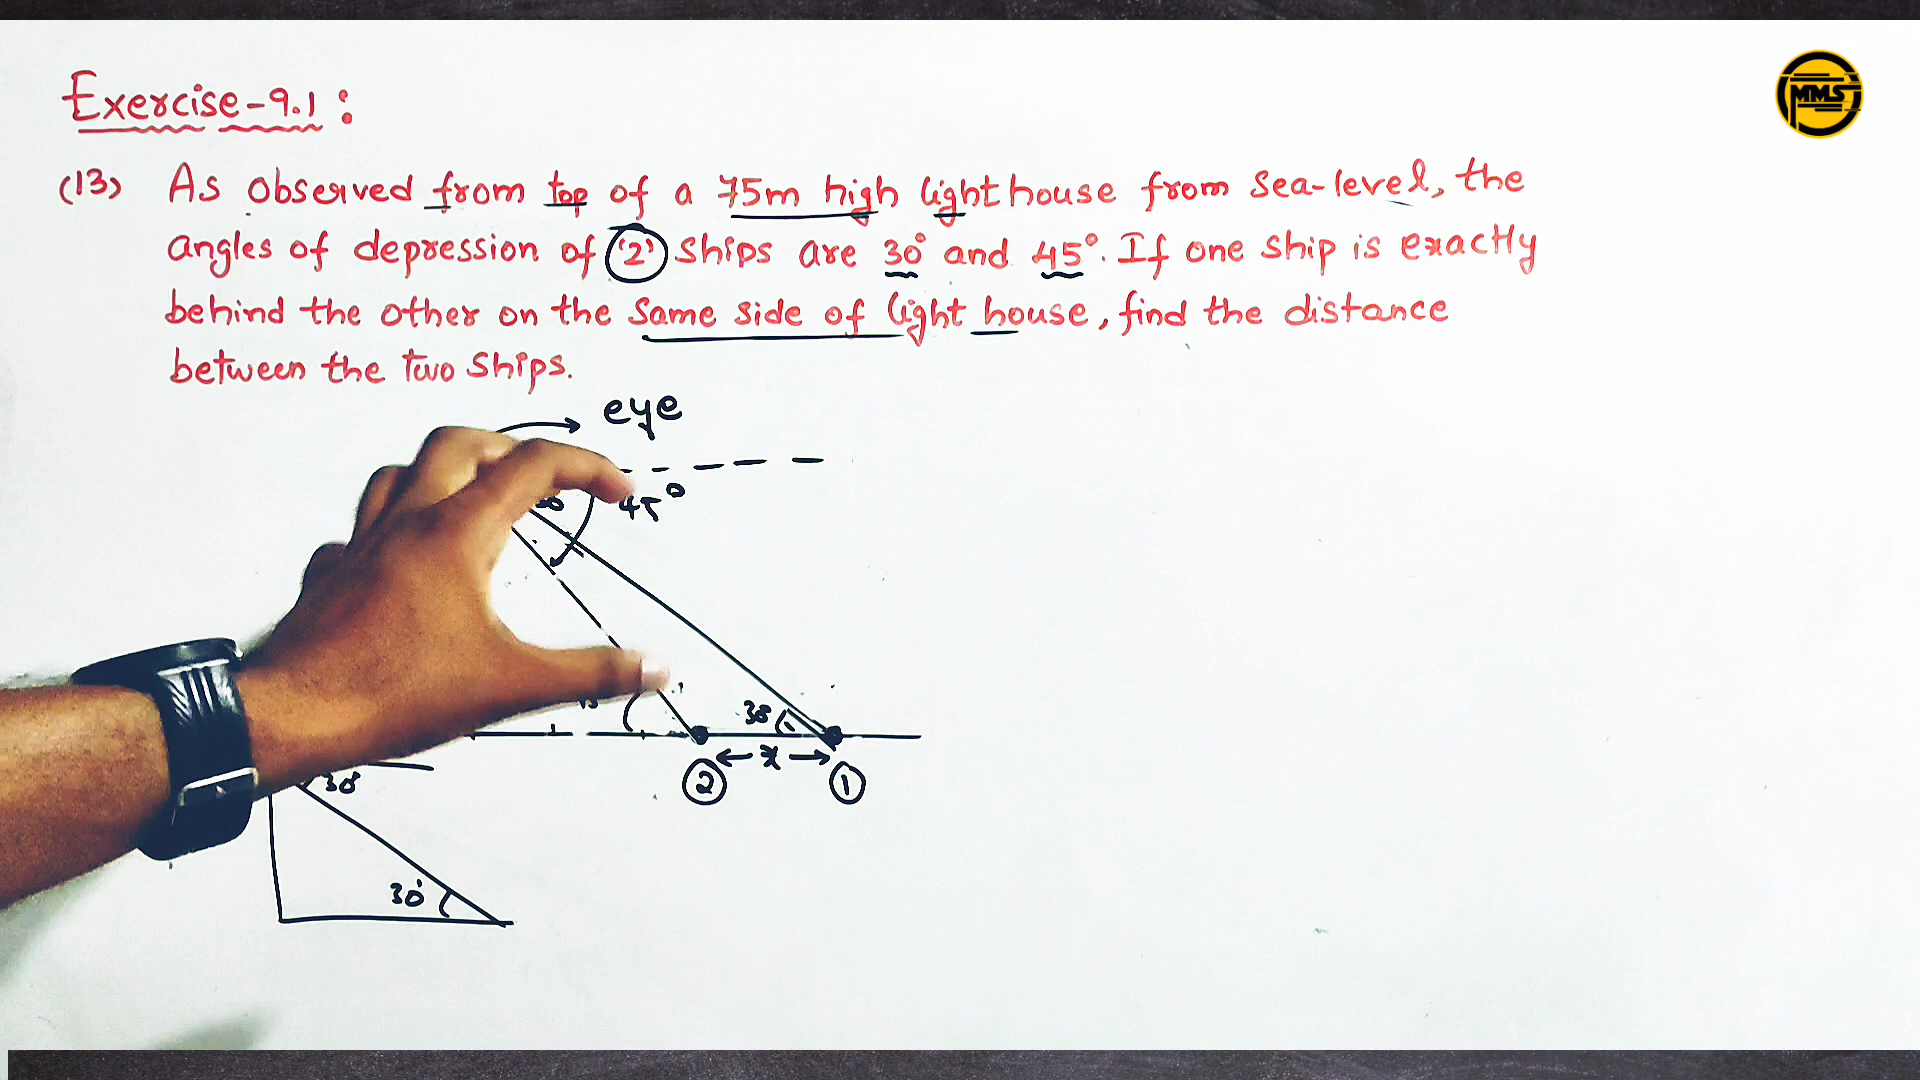 Exercise-9.1:
(13) As observed from top of a 75m high lighthouse from sea-level, the
angles of depression of '2' ships are 30° and 45°. If one ship is exactly
behind the other on the same side of light house, find the distance
between the two ships.
eye
45°
30
x
2 1
30°
30°
MMS